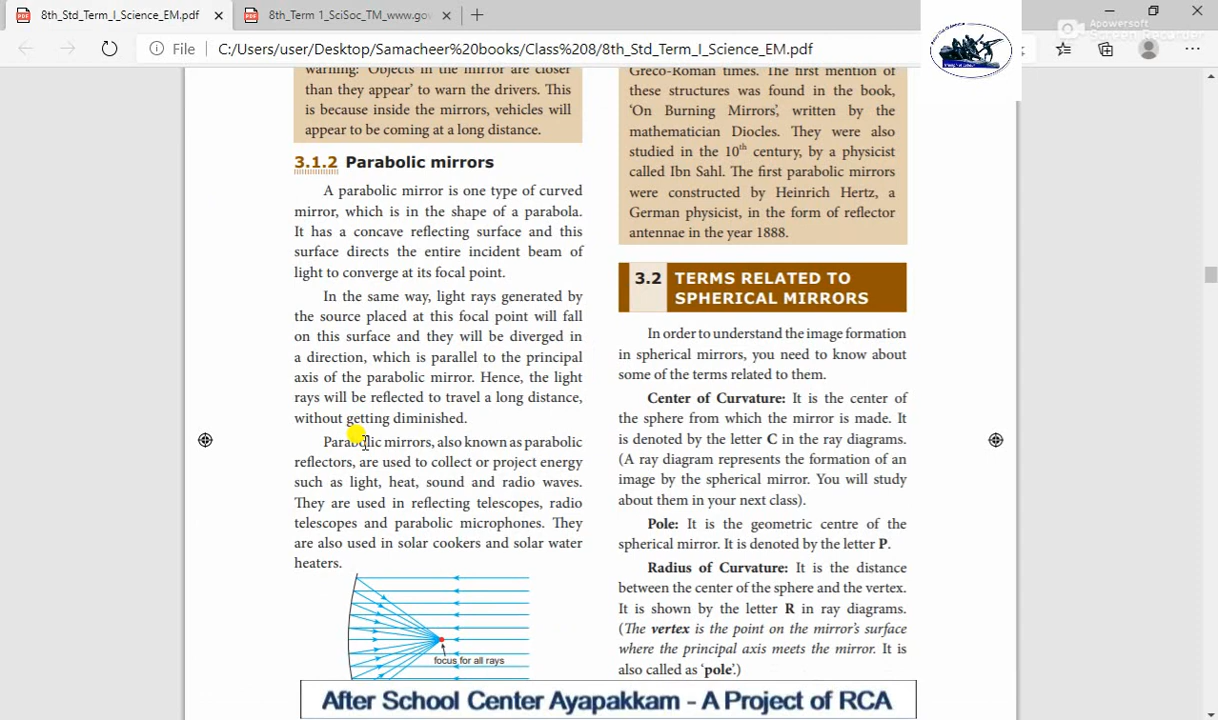 8th_Std_Term_I_Science_EM.pdf
8th_Term 1_SciSoc_TM_www.gov
File
C:/Users/user/Desktop/Samacheer%20books/Class%208/8th_Std_Term_I_Science_EM.pdf
Apowersoft
Screen Recorder
warning: 'Objects in the mirror are closer
than they appear' to warn the drivers. This
is because inside the mirrors, vehicles will
appear to be coming at a long distance.
3.1.2 Parabolic mirrors
A parabolic mirror is one type of curved
mirror, which is in the shape of a parabola.
It has a concave reflecting surface and this
surface directs the entire incident beam of
light to converge at its focal point.
In the same way, light rays generated by
the source placed at this focal point will fall
on this surface and they will be diverged in
a direction, which is parallel to the principal
axis of the parabolic mirror. Hence, the light
rays will be reflected to travel a long distance,
without getting diminished.
Parabolic mirrors, also known as parabolic
reflectors, are used to collect or project energy
such as light, heat, sound and radio waves.
They are used in reflecting telescopes, radio
telescopes and parabolic microphones. They
are also used in solar cookers and solar water
heaters.
focus for all rays
Greco-Roman times. The first mention of
these structures was found in the book,
'On Burning Mirrors', written by the
mathematician Diocles. They were also
studied in the 10th century, by a physicist
called Ibn Sahl. The first parabolic mirrors
were constructed by Heinrich Hertz, a
German physicist, in the form of reflector
antennae in the year 1888.
3.2 TERMS RELATED TO
SPHERICAL MIRRORS
In order to understand the image formation
in spherical mirrors, you need to know about
some of the terms related to them.
Center of Curvature: It is the center of
the sphere from which the mirror is made. It
is denoted by the letter C in the ray diagrams.
(A ray diagram represents the formation of an
image by the spherical mirror. You will study
about them in your next class).
Pole: It is the geometric centre of the
spherical mirror. It is denoted by the letter P.
Radius of Curvature: It is the distance
between the center of the sphere and the vertex.
It is shown by the letter R in ray diagrams.
(The vertex is the point on the mirror's surface
where the principal axis meets the mirror. It is
also called as 'pole'.)
After School Center Ayapakkam - A Project of RCA